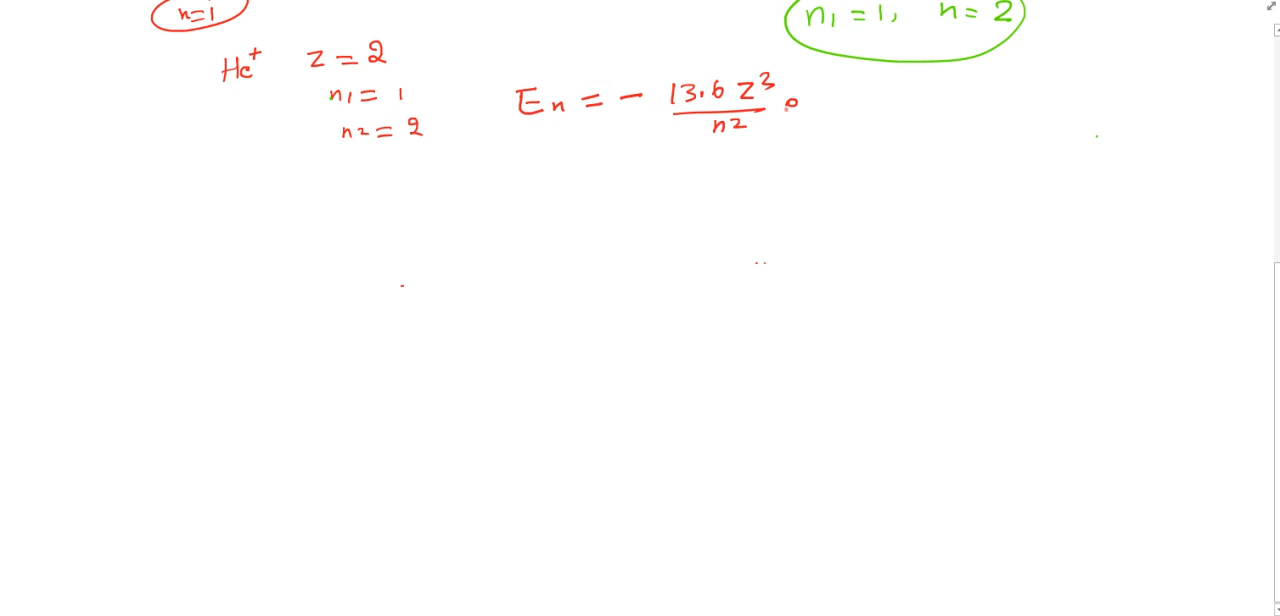 n=1
n₁ = 1, n = 2
He⁺ z = 2
n₁ = 1
n₂ = 2
Eₙ = - 13.6 z³ / n²